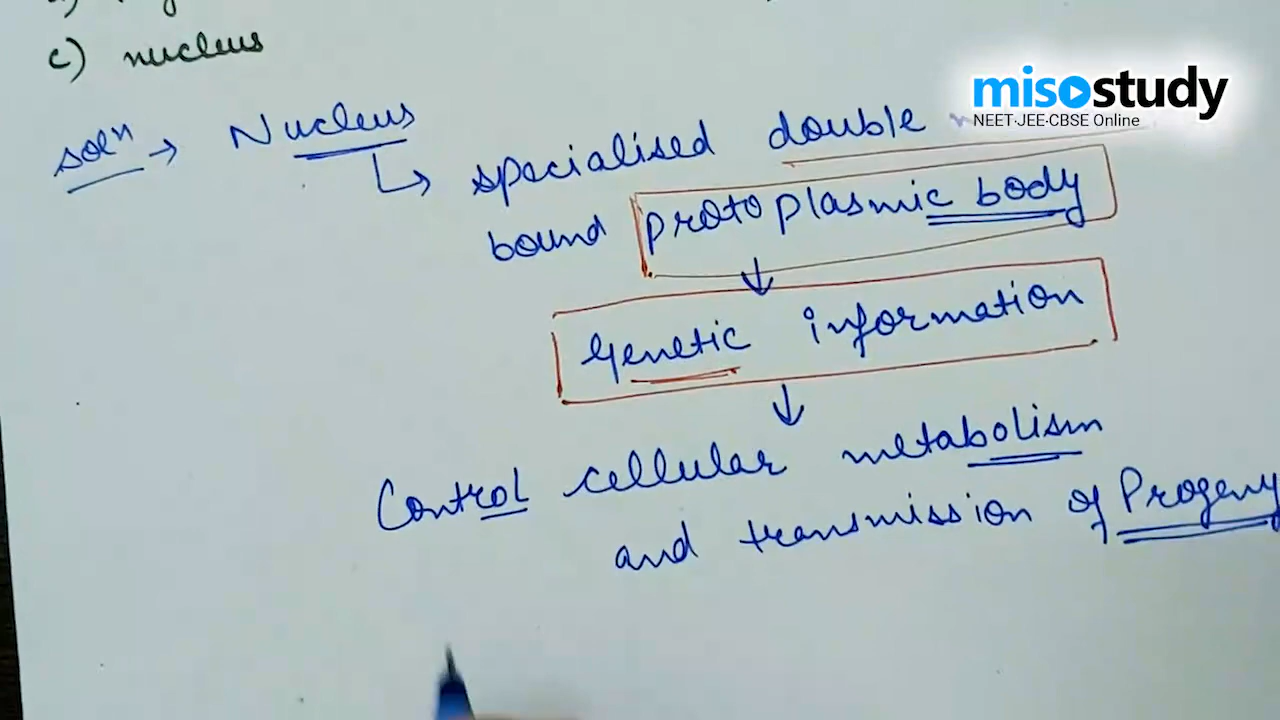 c) nucleus
misostudy
NEET-JEE-CBSE Online
solⁿ → Nucleus
↳ specialised double
bound protoplasmic body
↓
Genetic information
↓
Control cellular metabolism
and transmission of Progeny